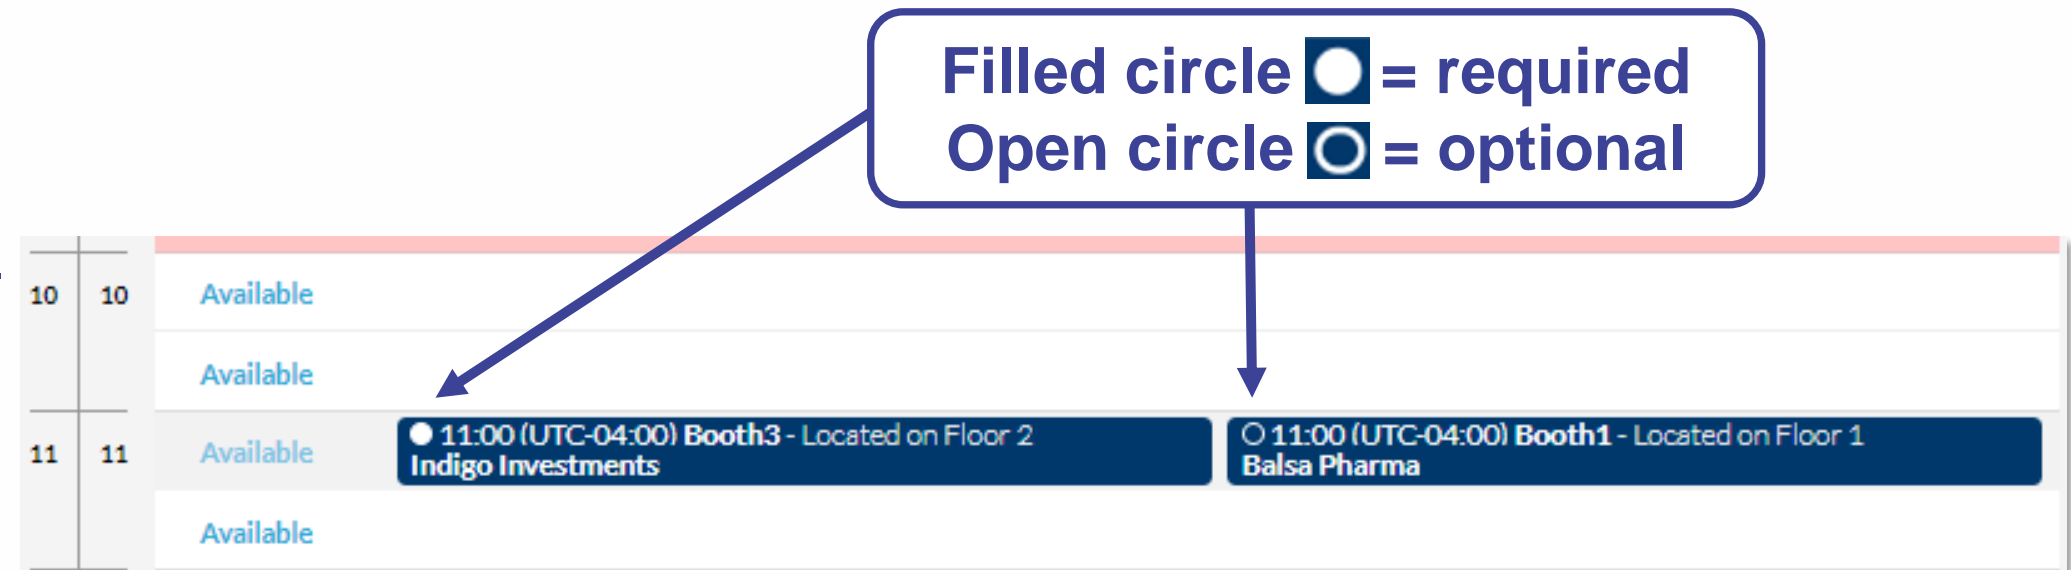 Filled circle = required
Open circle = optional
10 10 Available
Available
11 11 Available
11:00 (UTC-04:00) Booth3 - Located on Floor 2
Indigo Investments
11:00 (UTC-04:00) Booth1 - Located on Floor 1
Balsa Pharma
Available